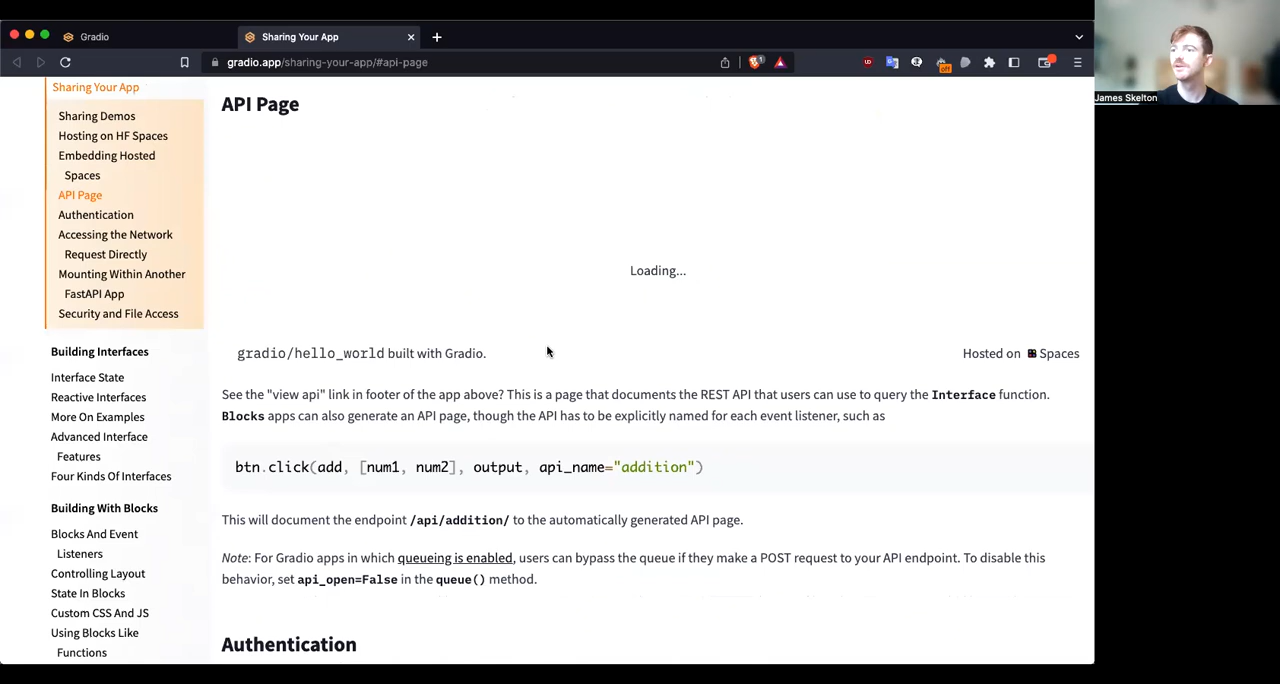 Gradio
Sharing Your App
gradio.app/sharing-your-app/#api-page
1
off
James Skelton
Sharing Your App
Sharing Demos
Hosting on HF Spaces
Embedding Hosted
Spaces
API Page
Authentication
Accessing the Network
Request Directly
Mounting Within Another
FastAPI App
Security and File Access
Building Interfaces
Interface State
Reactive Interfaces
More On Examples
Advanced Interface
Features
Four Kinds Of Interfaces
Building With Blocks
Blocks And Event
Listeners
Controlling Layout
State In Blocks
Custom CSS And JS
Using Blocks Like
Functions
API Page
Loading...
gradio/hello_world built with Gradio.
Hosted on Spaces
See the "view api" link in footer of the app above? This is a page that documents the REST API that users can use to query the Interface function.
Blocks apps can also generate an API page, though the API has to be explicitly named for each event listener, such as
btn.click(add, [num1, num2], output, api_name="addition")
This will document the endpoint /api/addition/ to the automatically generated API page.
Note: For Gradio apps in which queueing is enabled, users can bypass the queue if they make a POST request to your API endpoint. To disable this
behavior, set api_open=False in the queue() method.
Authentication